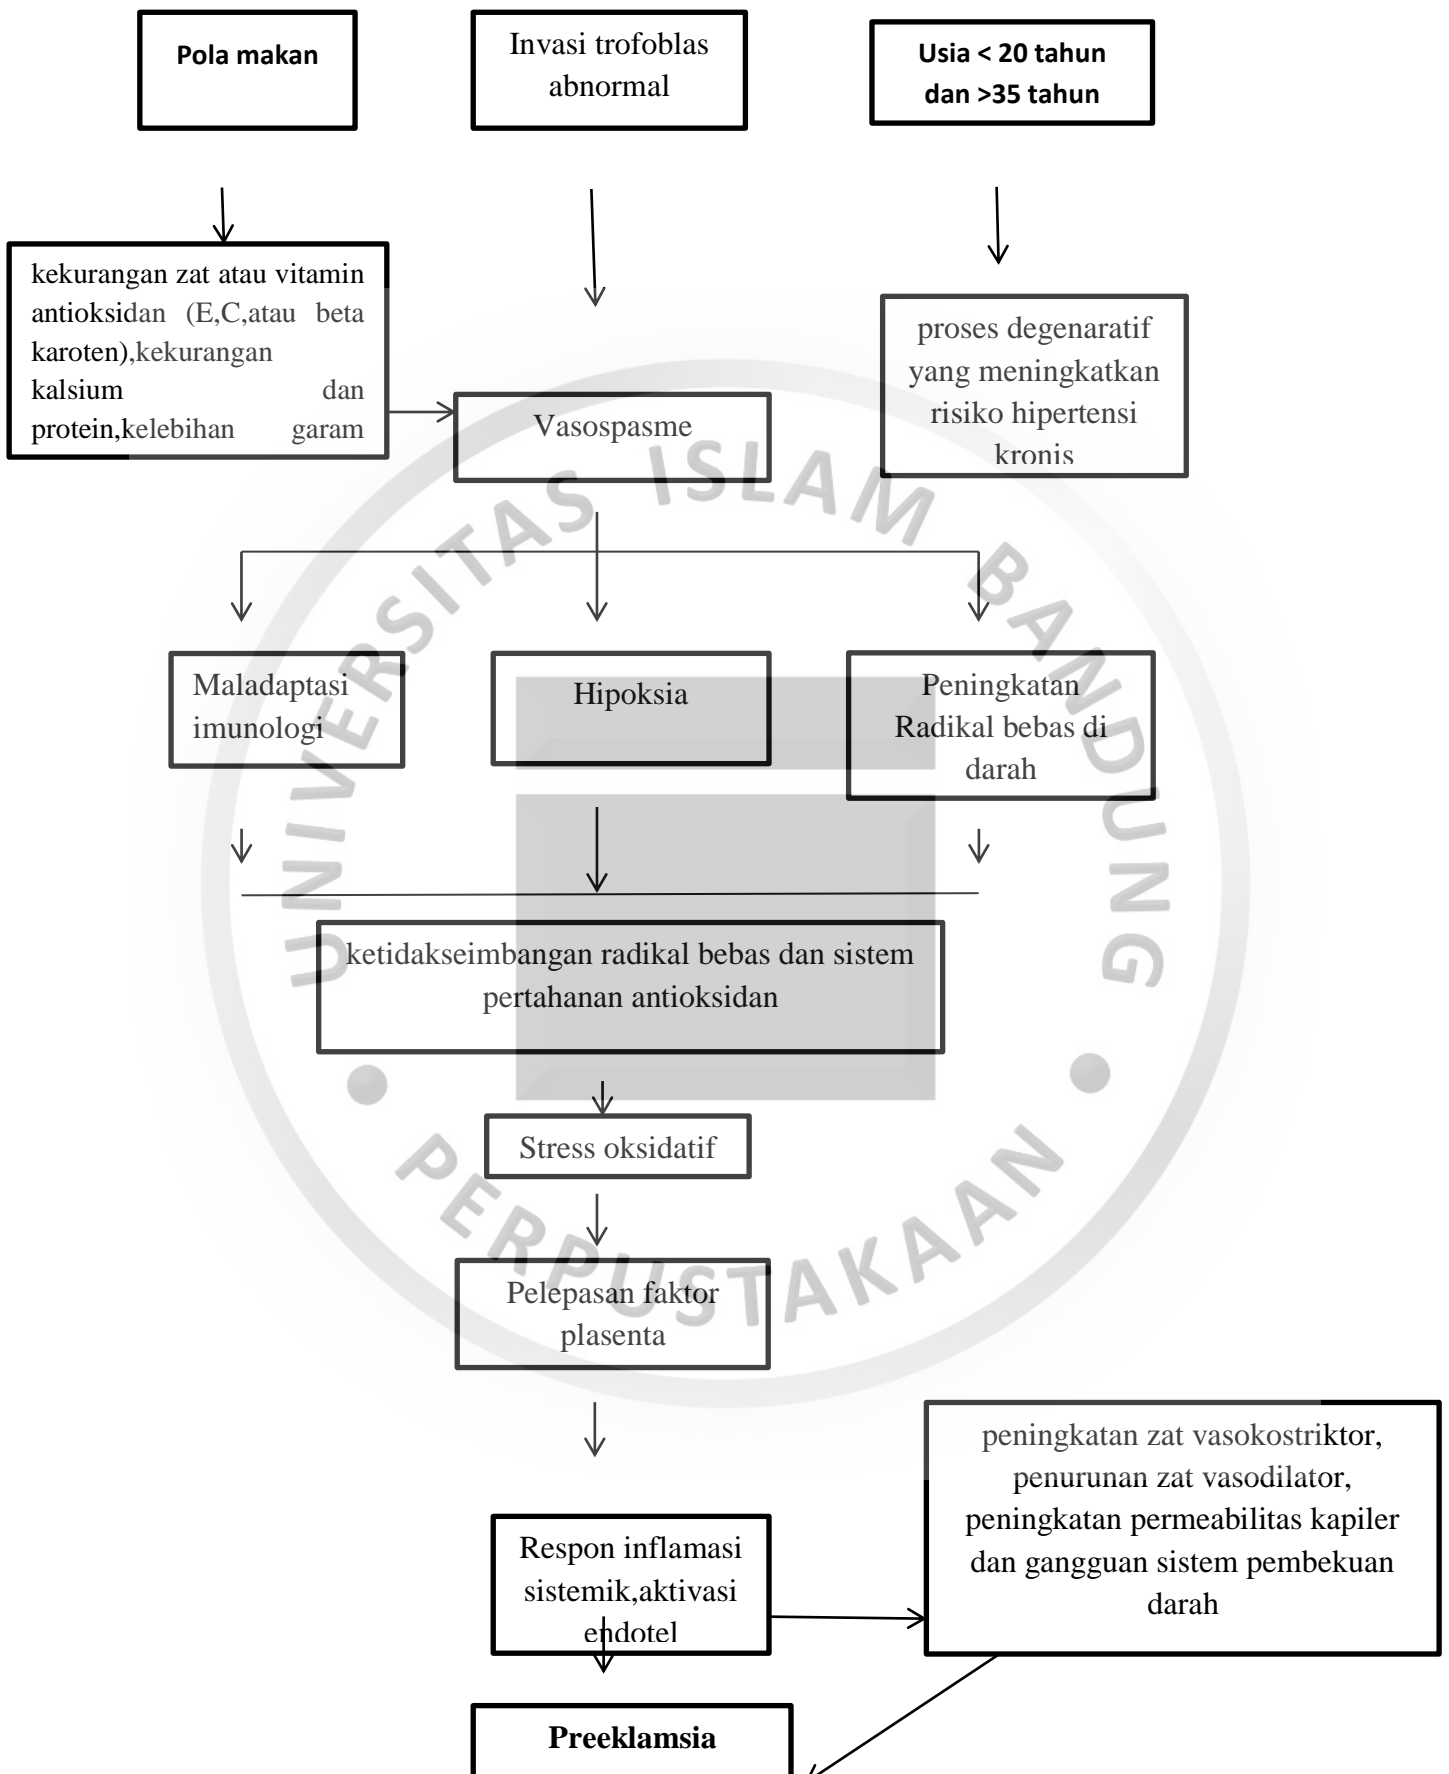 Pola makan
Invasi trofoblas
abnormal
Usia < 20 tahun
dan >35 tahun
kekurangan zat atau vitamin
antioksidan (E,C,atau beta
karoten),kekurangan
kalsium dan
protein,kelebihan garam
Vasospasme
proses degenaratif
yang meningkatkan
risiko hipertensi
kronis
Maladaptasi
imunologi
Hipoksia
Peningkatan
Radikal bebas di
darah
ketidakseimbangan radikal bebas dan sistem
pertahanan antioksidan
Stress oksidatif
Pelepasan faktor
plasenta
Respon inflamasi
sistemik,aktivasi
endotel
peningkatan zat vasokostriktor,
penurunan zat vasodilator,
peningkatan permeabilitas kapiler
dan gangguan sistem pembekuan
darah
Preeklamsia
UNIVERSITAS ISLAM BANDUNG
PERPUSTAKAAN